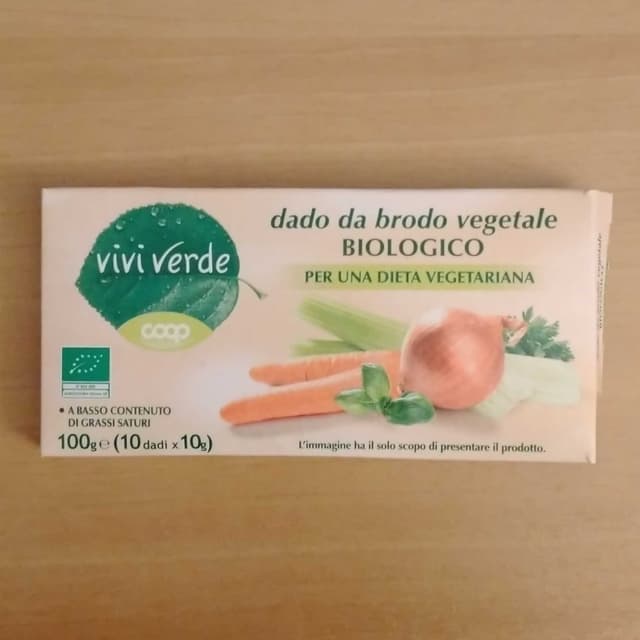 vivi verde
coop
dado da brodo vegetale
BIOLOGICO
PER UNA DIETA VEGETARIANA
• A BASSO CONTENUTO
DI GRASSI SATURI
100g e (10 dadi x 10g)
L'immagine ha il solo scopo di presentare il prodotto.